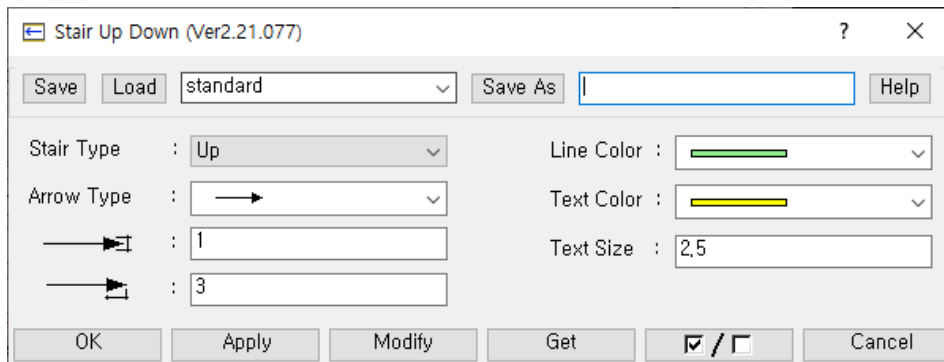 Stair Up Down (Ver2.21.077)
Save Load standard Save As Help
Stair Type : Up
Line Color :
Arrow Type :
Text Color :
: 1
Text Size : 2.5
: 3
OK Apply Modify Get / Cancel